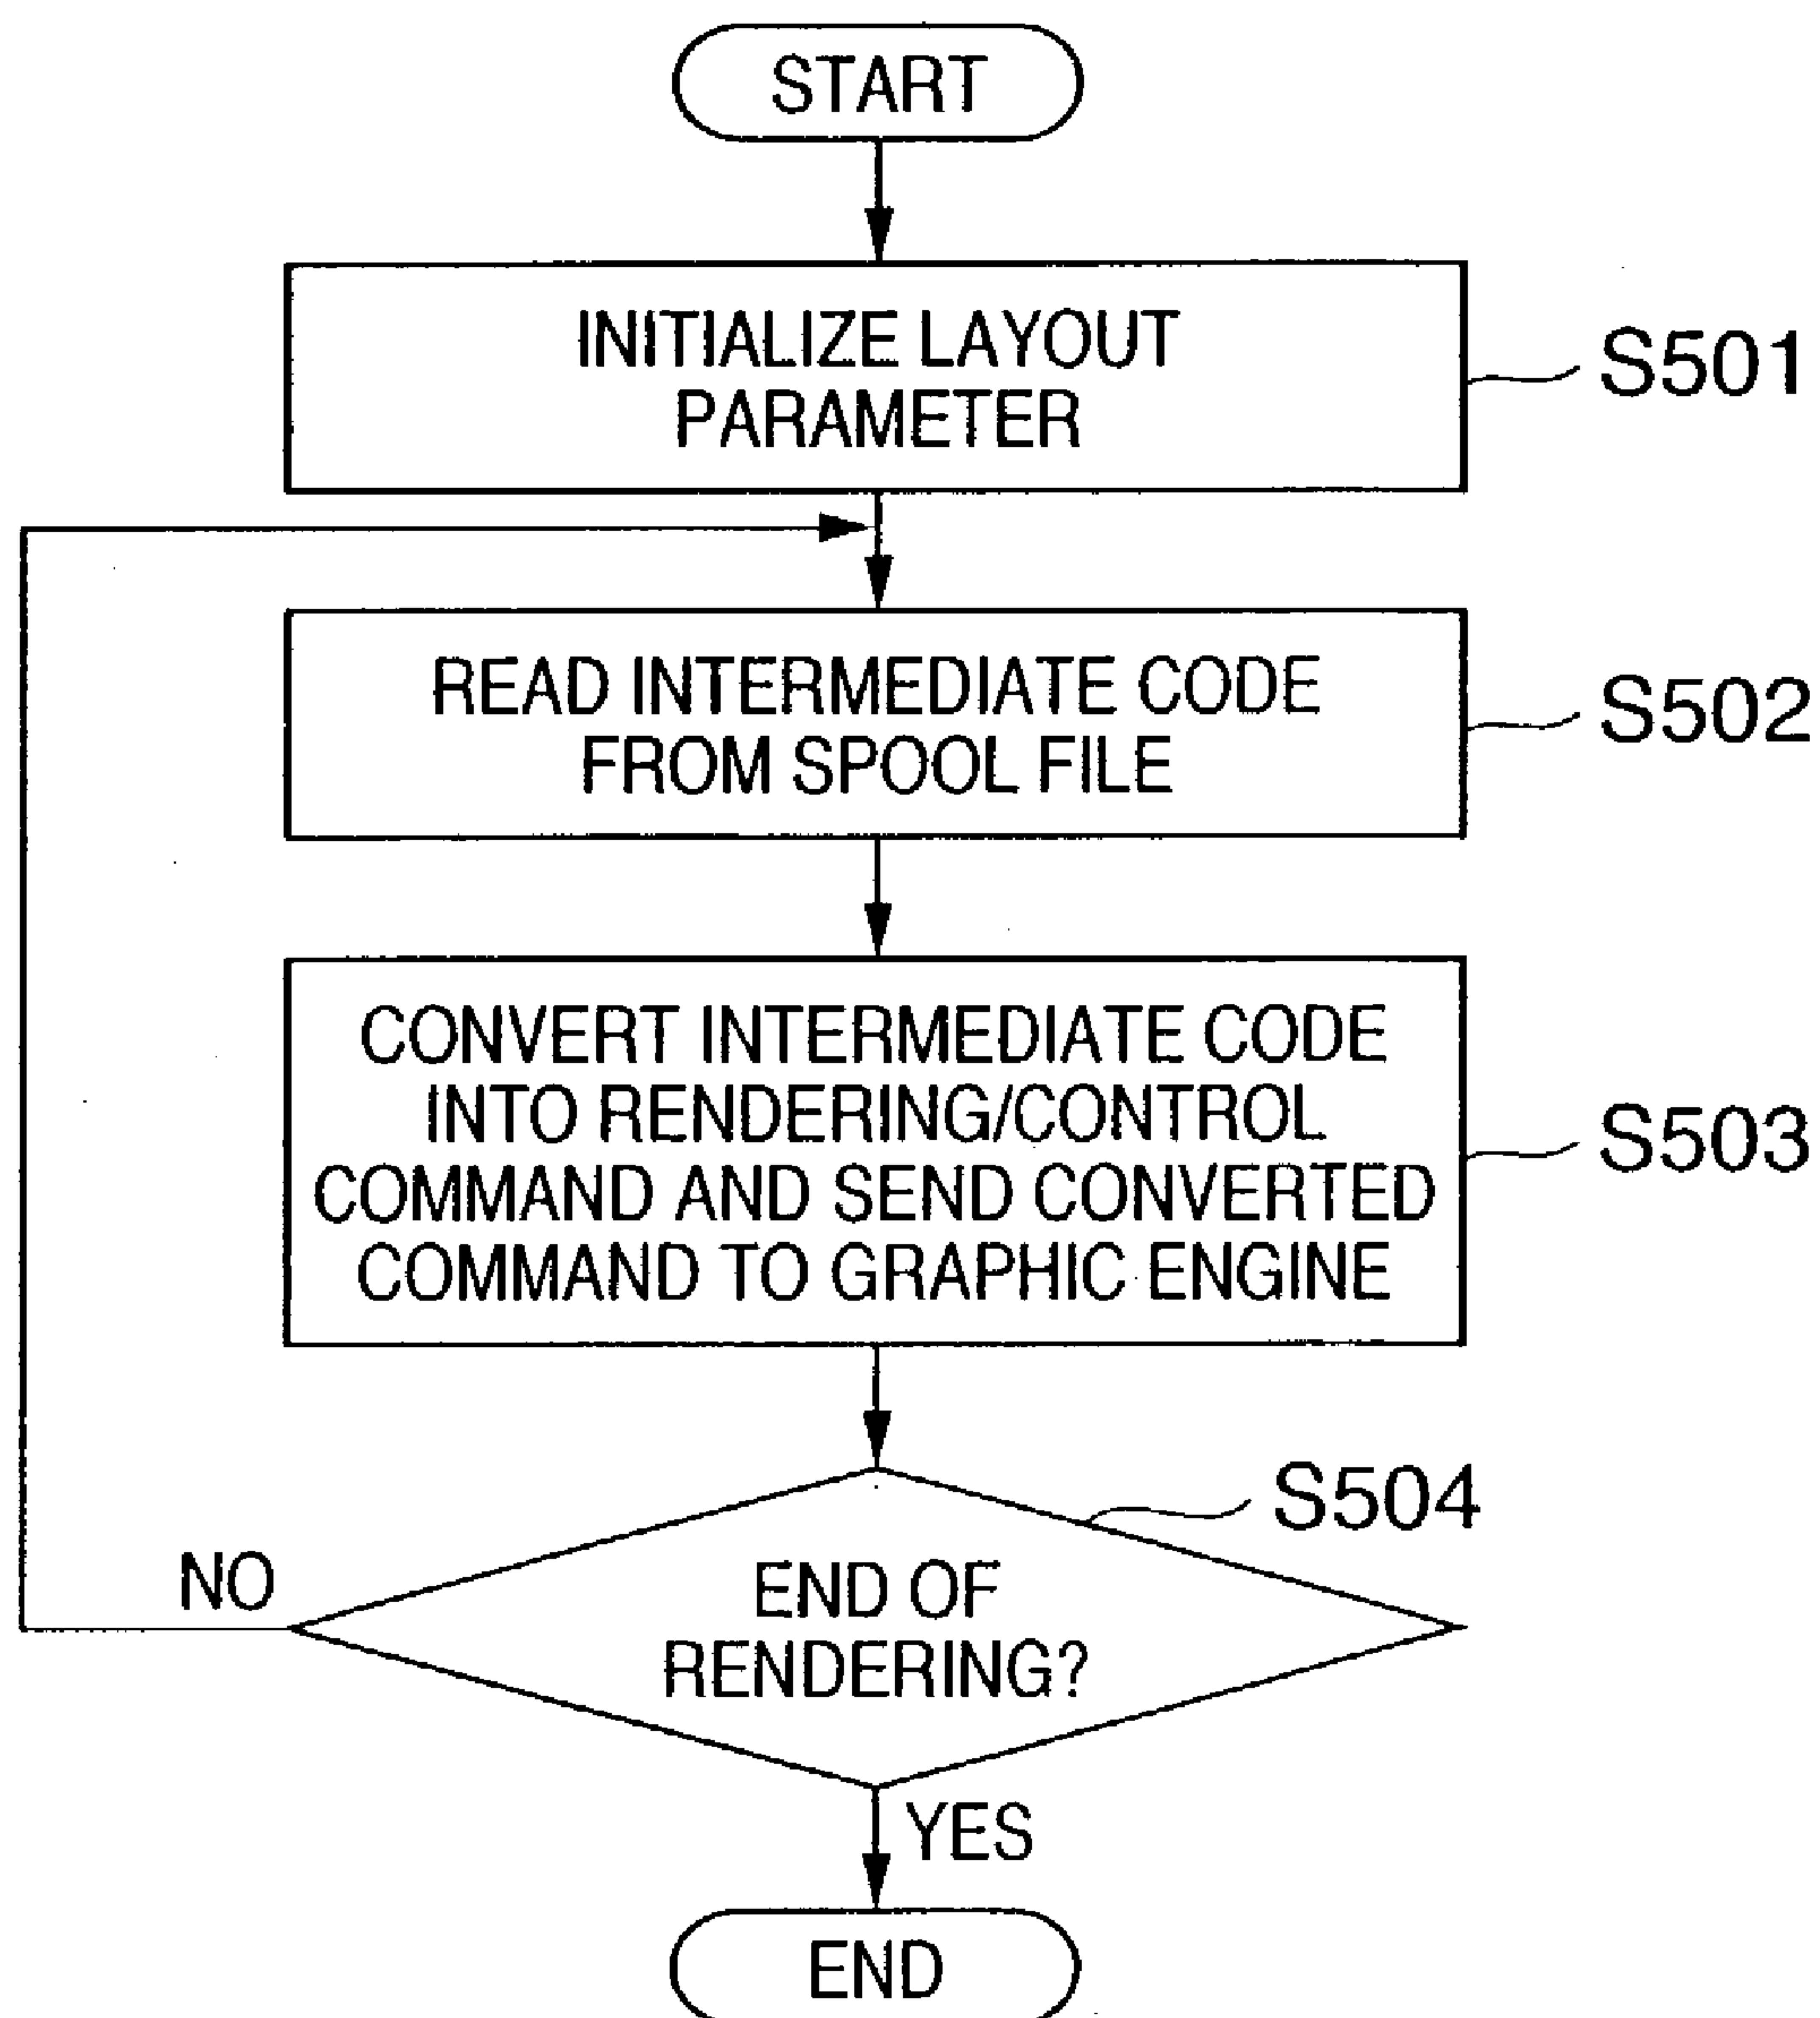 START
INITIALIZE LAYOUT
PARAMETER
S501
READ INTERMEDIATE CODE
FROM SPOOL FILE
S502
CONVERT INTERMEDIATE CODE
INTO RENDERING/CONTROL
COMMAND AND SEND CONVERTED
COMMAND TO GRAPHIC ENGINE
S503
S504
END OF
RENDERING?
NO
YES
END